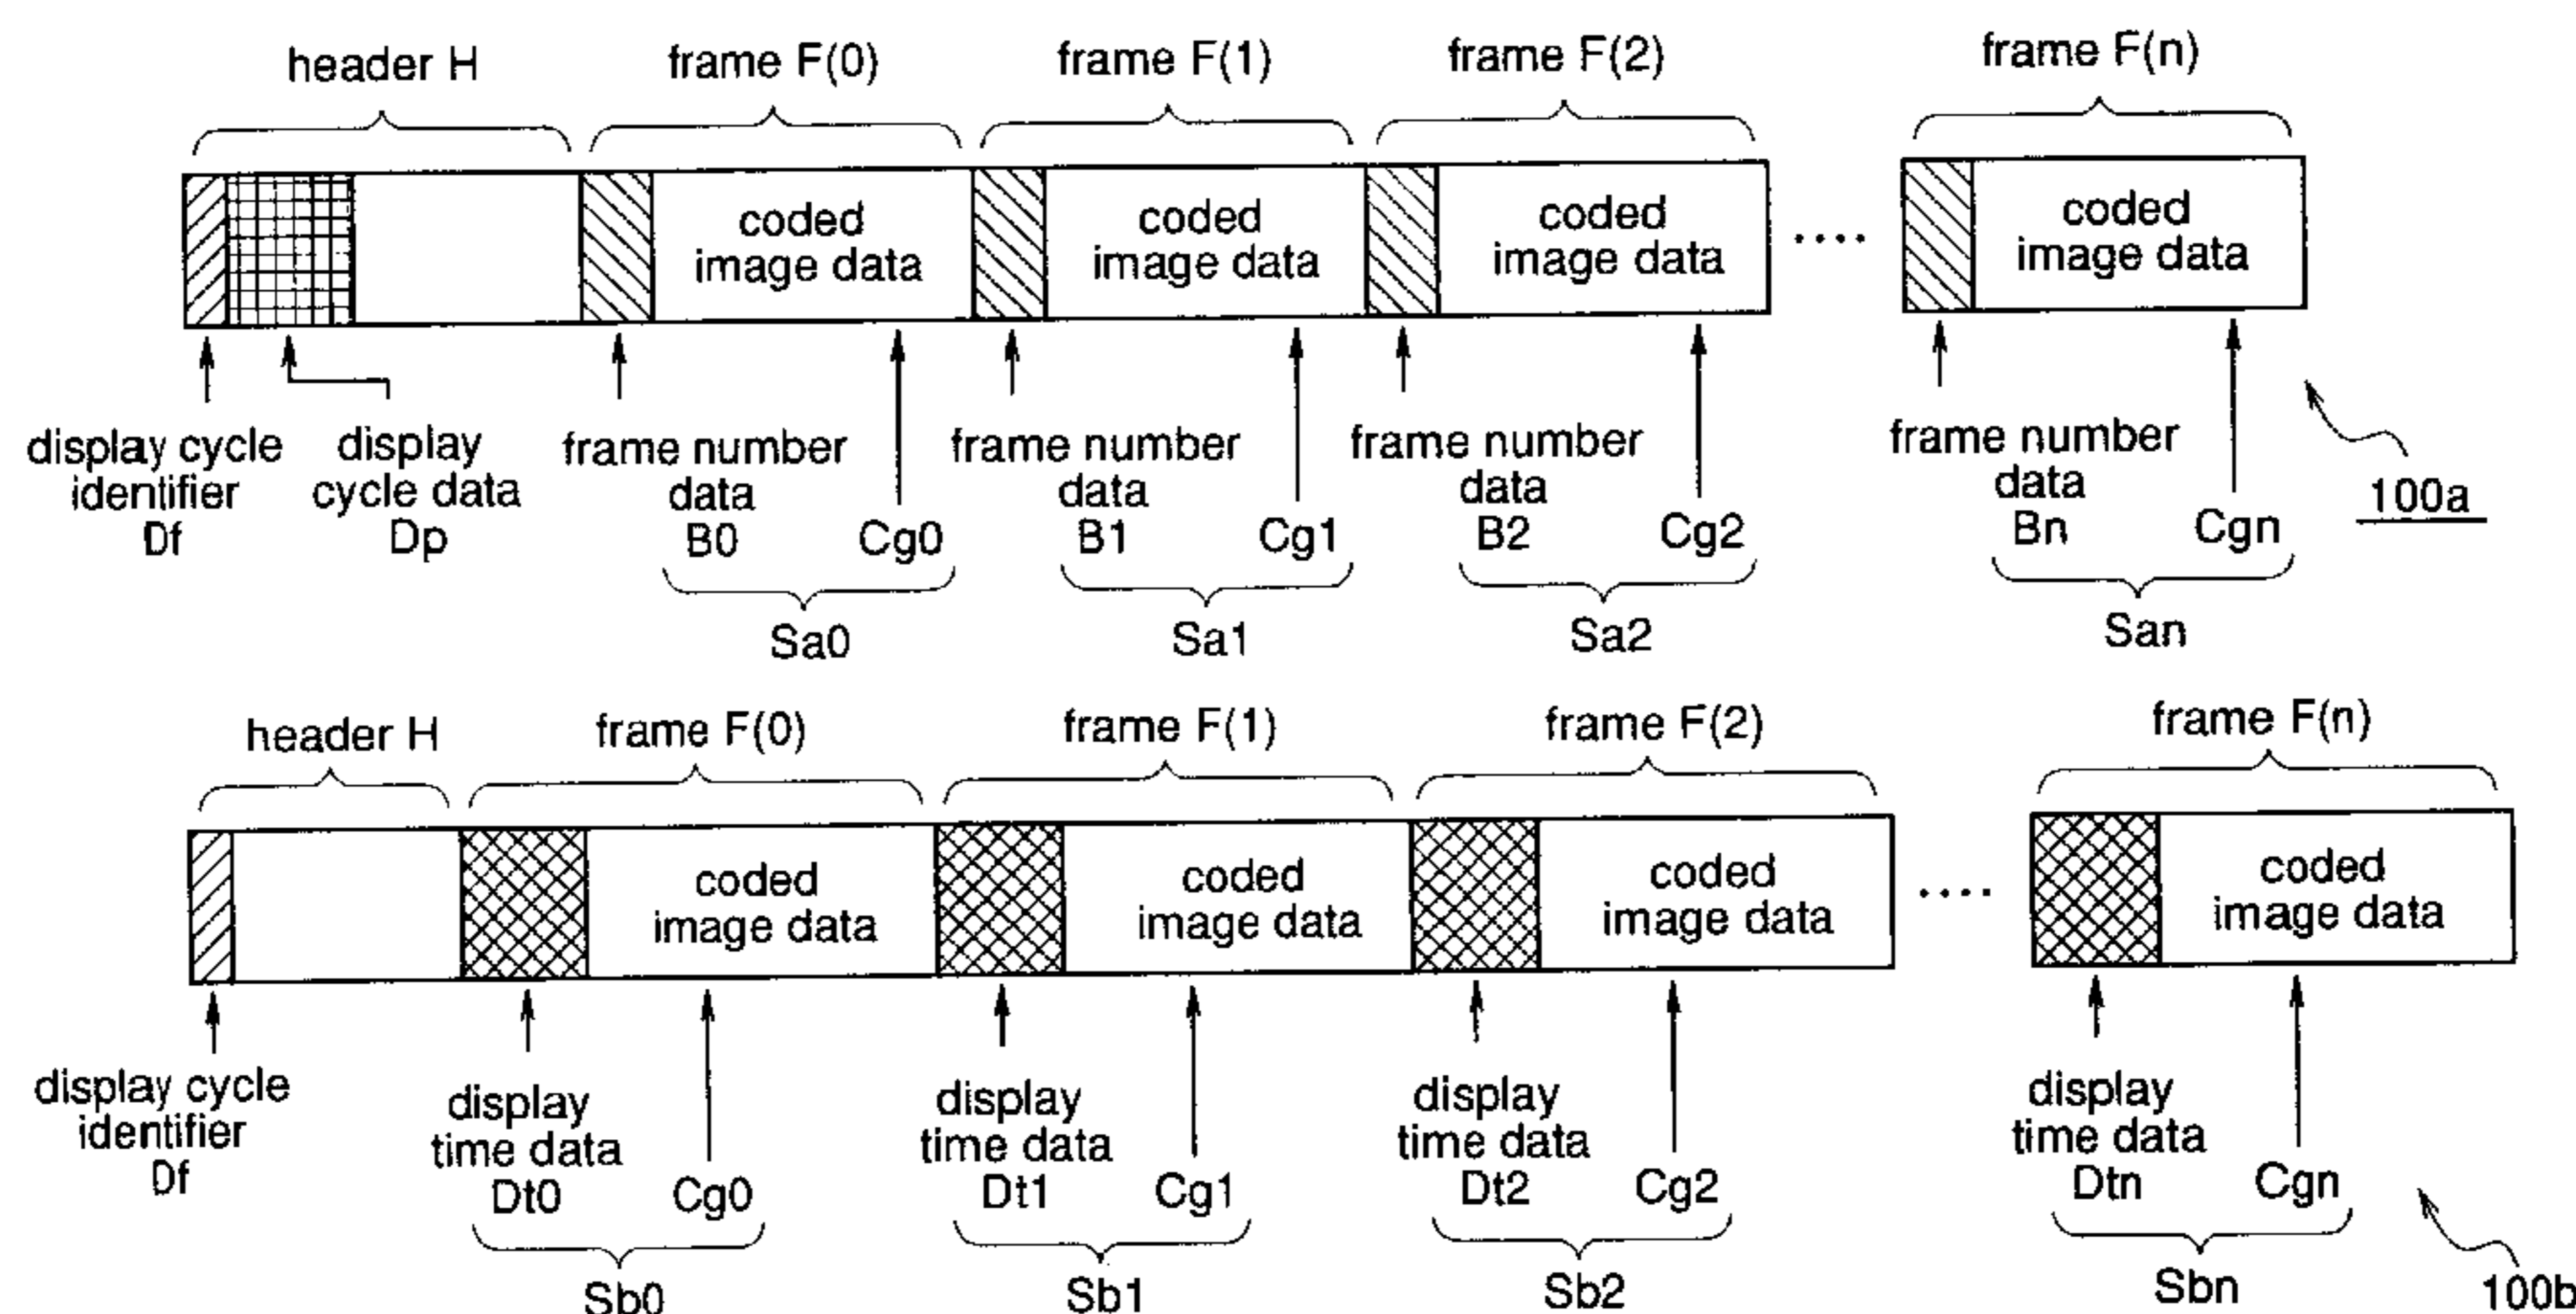 header H frame F(0) frame F(1) frame F(2) frame F(n)
coded image data
coded image data
coded image data
....
coded image data
display cycle identifier Df
display cycle data Dp
frame number data B0
Cg0
frame number data B1
Cg1
frame number data B2
Cg2
frame number data Bn
Cgn
100a
Sa0 Sa1 Sa2 San
header H frame F(0) frame F(1) frame F(2) frame F(n)
coded image data
coded image data
coded image data
....
coded image data
display cycle identifier Df
display time data Dt0
Cg0
display time data Dt1
Cg1
display time data Dt2
Cg2
display time data Dtn
Cgn
Sb0 Sb1 Sb2 Sbn
100b